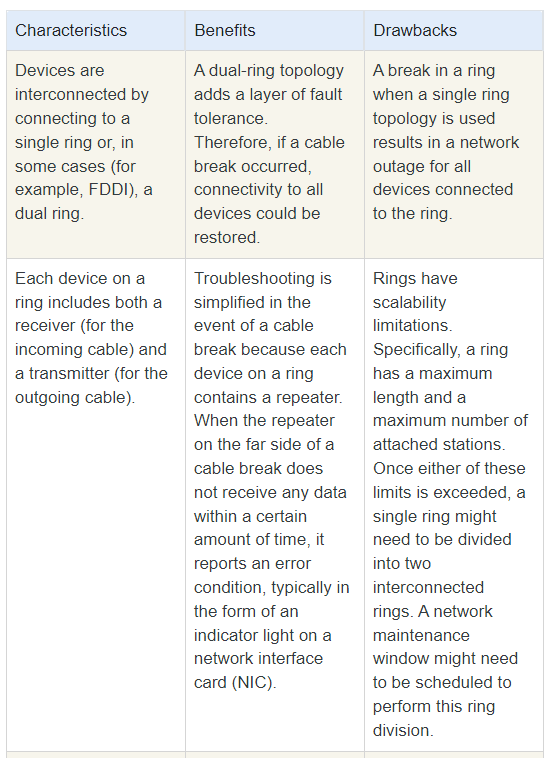 Characteristics
Benefits
Drawbacks
Devices are
interconnected by
connecting to a
single ring or, in
some cases (for
example, FDDI), a
dual ring.
A dual-ring topology
adds a layer of fault
tolerance.
Therefore, if a cable
break occurred,
connectivity to all
devices could be
restored.
A break in a ring
when a single ring
topology is used
results in a network
outage for all
devices connected
to the ring.
Each device on a
ring includes both a
receiver (for the
incoming cable) and
a transmitter (for the
outgoing cable).
Troubleshooting is
simplified in the
event of a cable
break because each
device on a ring
contains a repeater.
When the repeater
on the far side of a
cable break does
not receive any data
within a certain
amount of time, it
reports an error
condition, typically in
the form of an
indicator light on a
network interface
card (NIC).
Rings have
scalability
limitations.
Specifically, a ring
has a maximum
length and a
maximum number of
attached stations.
Once either of these
limits is exceeded, a
single ring might
need to be divided
into two
interconnected
rings. A network
maintenance
window might need
to be scheduled to
perform this ring
division.